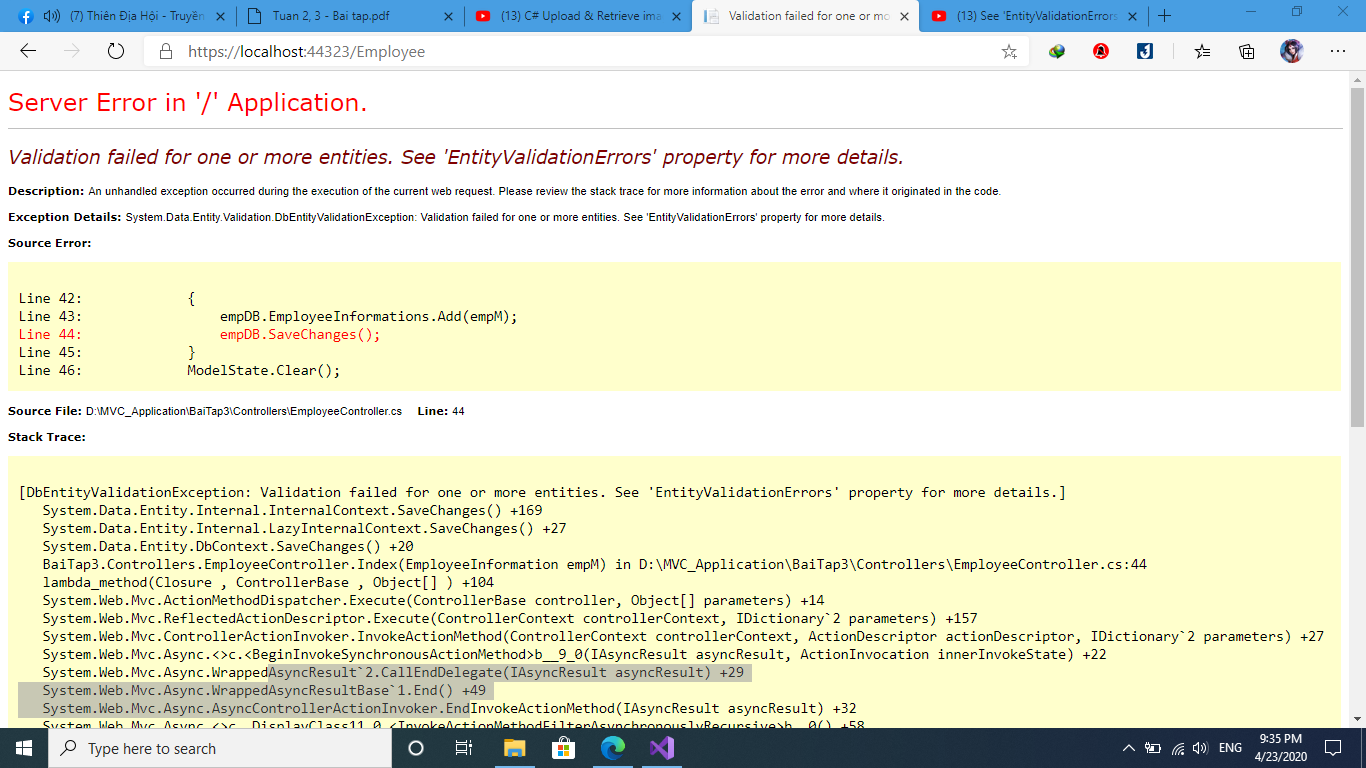 (7) Thiên Địa Hội - Truyền
Tuan 2, 3 - Bai tap.pdf
(13) C# Upload & Retrieve ima
Validation failed for one or mo
(13) See 'EntityValidationErrors
https://localhost:44323/Employee
Server Error in '/' Application.
Validation failed for one or more entities. See 'EntityValidationErrors' property for more details.
Description: An unhandled exception occurred during the execution of the current web request. Please review the stack trace for more information about the error and where it originated in the code.
Exception Details: System.Data.Entity.Validation.DbEntityValidationException: Validation failed for one or more entities. See 'EntityValidationErrors' property for more details.
Source Error:
Line 42:             {
Line 43:                 empDB.EmployeeInformations.Add(empM);
Line 44:                 empDB.SaveChanges();
Line 45:             }
Line 46:             ModelState.Clear();
Source File: D:\MVC_Application\BaiTap3\Controllers\EmployeeController.cs    Line: 44
Stack Trace:
[DbEntityValidationException: Validation failed for one or more entities. See 'EntityValidationErrors' property for more details.]
System.Data.Entity.Internal.InternalContext.SaveChanges() +169
System.Data.Entity.Internal.LazyInternalContext.SaveChanges() +27
System.Data.Entity.DbContext.SaveChanges() +20
BaiTap3.Controllers.EmployeeController.Index(EmployeeInformation empM) in D:\MVC_Application\BaiTap3\Controllers\EmployeeController.cs:44
lambda_method(Closure , ControllerBase , Object[] ) +104
System.Web.Mvc.ActionMethodDispatcher.Execute(ControllerBase controller, Object[] parameters) +14
System.Web.Mvc.ReflectedActionDescriptor.Execute(ControllerContext controllerContext, IDictionary`2 parameters) +157
System.Web.Mvc.ControllerActionInvoker.InvokeActionMethod(ControllerContext controllerContext, ActionDescriptor actionDescriptor, IDictionary`2 parameters) +27
System.Web.Mvc.Async.<>c.<BeginInvokeSynchronousActionMethod>b__9_0(IAsyncResult asyncResult, ActionInvocation innerInvokeState) +22
System.Web.Mvc.Async.WrappedAsyncResult`2.CallEndDelegate(IAsyncResult asyncResult) +29
System.Web.Mvc.Async.WrappedAsyncResultBase`1.End() +49
System.Web.Mvc.Async.AsyncControllerActionInvoker.EndInvokeActionMethod(IAsyncResult asyncResult) +32
System.Web.Mvc.Async.<>c__DisplayClass11_0.<InvokeActionMethodFilterAsynchronouslyRecursive>b__0() +58
Type here to search
ENG
9:35 PM
4/23/2020